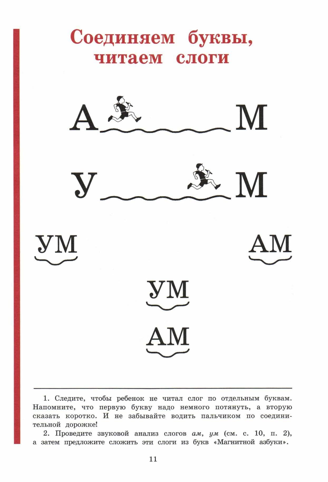 Соединяем буквы,
читаем слоги
А М
У М
УМ АМ
УМ
АМ
1. Следите, чтобы ребенок не читал слог по отдельным буквам.
Напомните, что первую букву надо немного потянуть, а вторую
сказать коротко. И не забывайте водить пальчиком по соедини-
тельной дорожке!
2. Проведите звуковой анализ слогов ам, ум (см. с. 10, п. 2),
а затем предложите сложить эти слоги из букв «Магнитной азбуки».
11